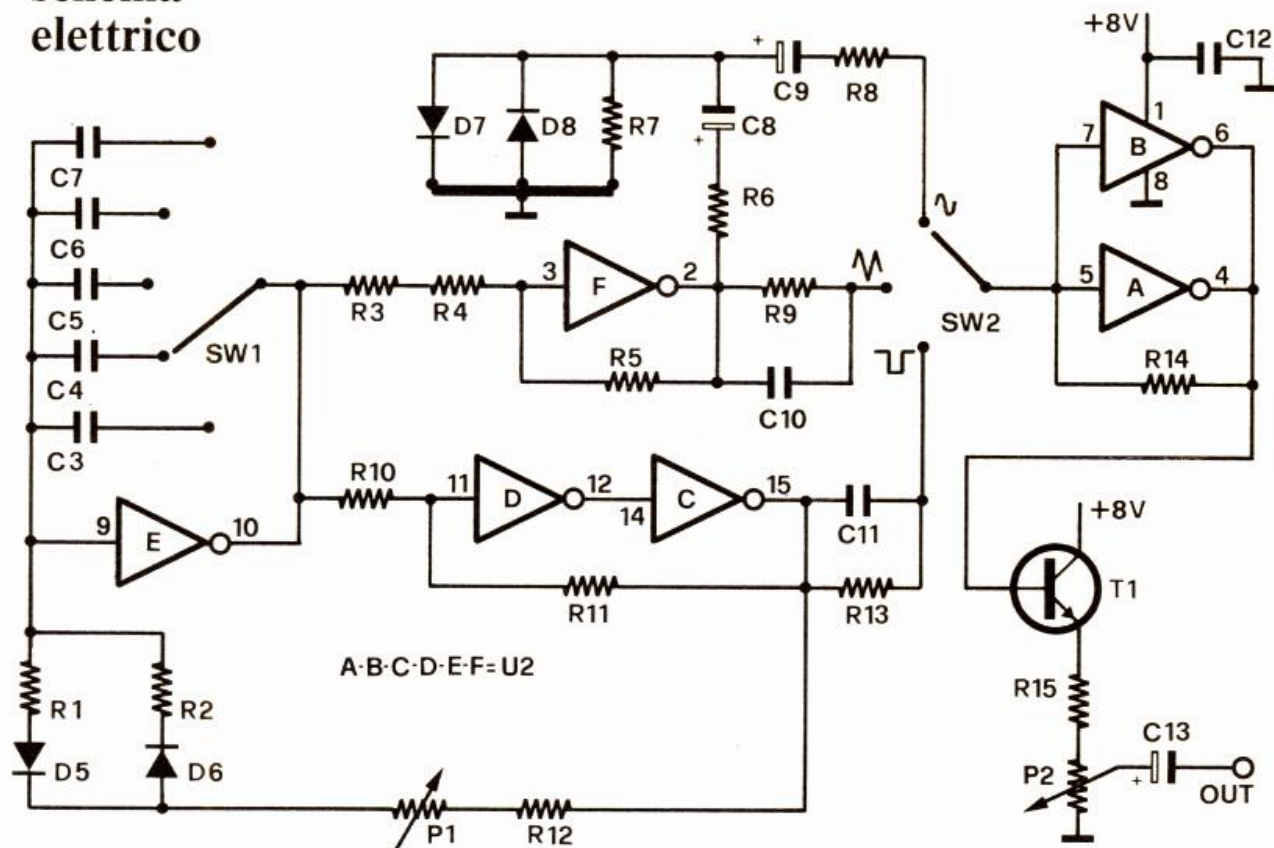 schema
elettrico
+8V
C12
C9
R8
D7
D8
R7
C8
+
+
1
7
B
6
8
C7
R6
C6
3
F
2
R9
5
A
4
C5
R3
R4
SW2
SW1
R5
R14
C4
C10
C3
R10
11
D
12
14
C
15
C11
+8V
9
E
10
R11
R13
T1
A-B-C-D-E-F=U2
R1
R2
R15
C13
D5
D6
P2
+
OUT
P1
R12